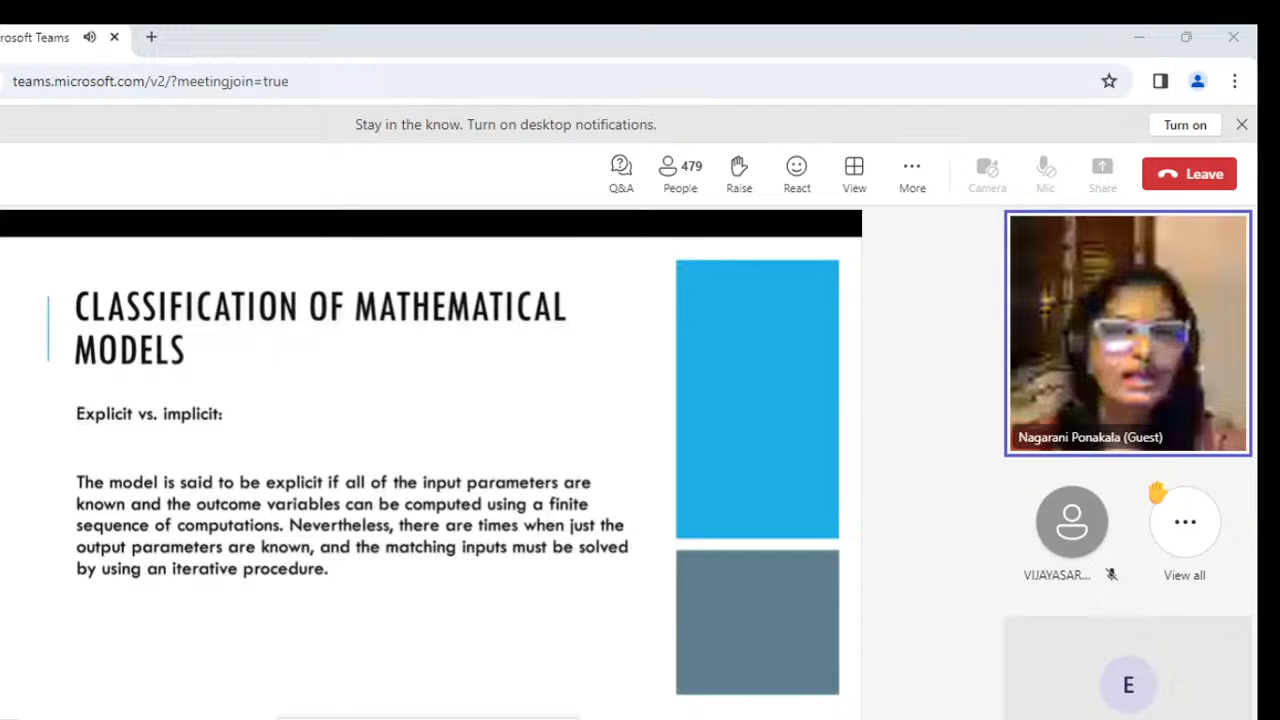 rosoft Teams
teams.microsoft.com/v2/?meetingjoin=true
Stay in the know. Turn on desktop notifications.
Turn on
Q&A
479
People
Raise
React
View
More
Camera
Mic
Share
Leave
CLASSIFICATION OF MATHEMATICAL
MODELS
Explicit vs. implicit:
The model is said to be explicit if all of the input parameters are
known and the outcome variables can be computed using a finite
sequence of computations. Nevertheless, there are times when just the
output parameters are known, and the matching inputs must be solved
by using an iterative procedure.
Nagarani Ponakala (Guest)
VIJAYASAR...
View all
E